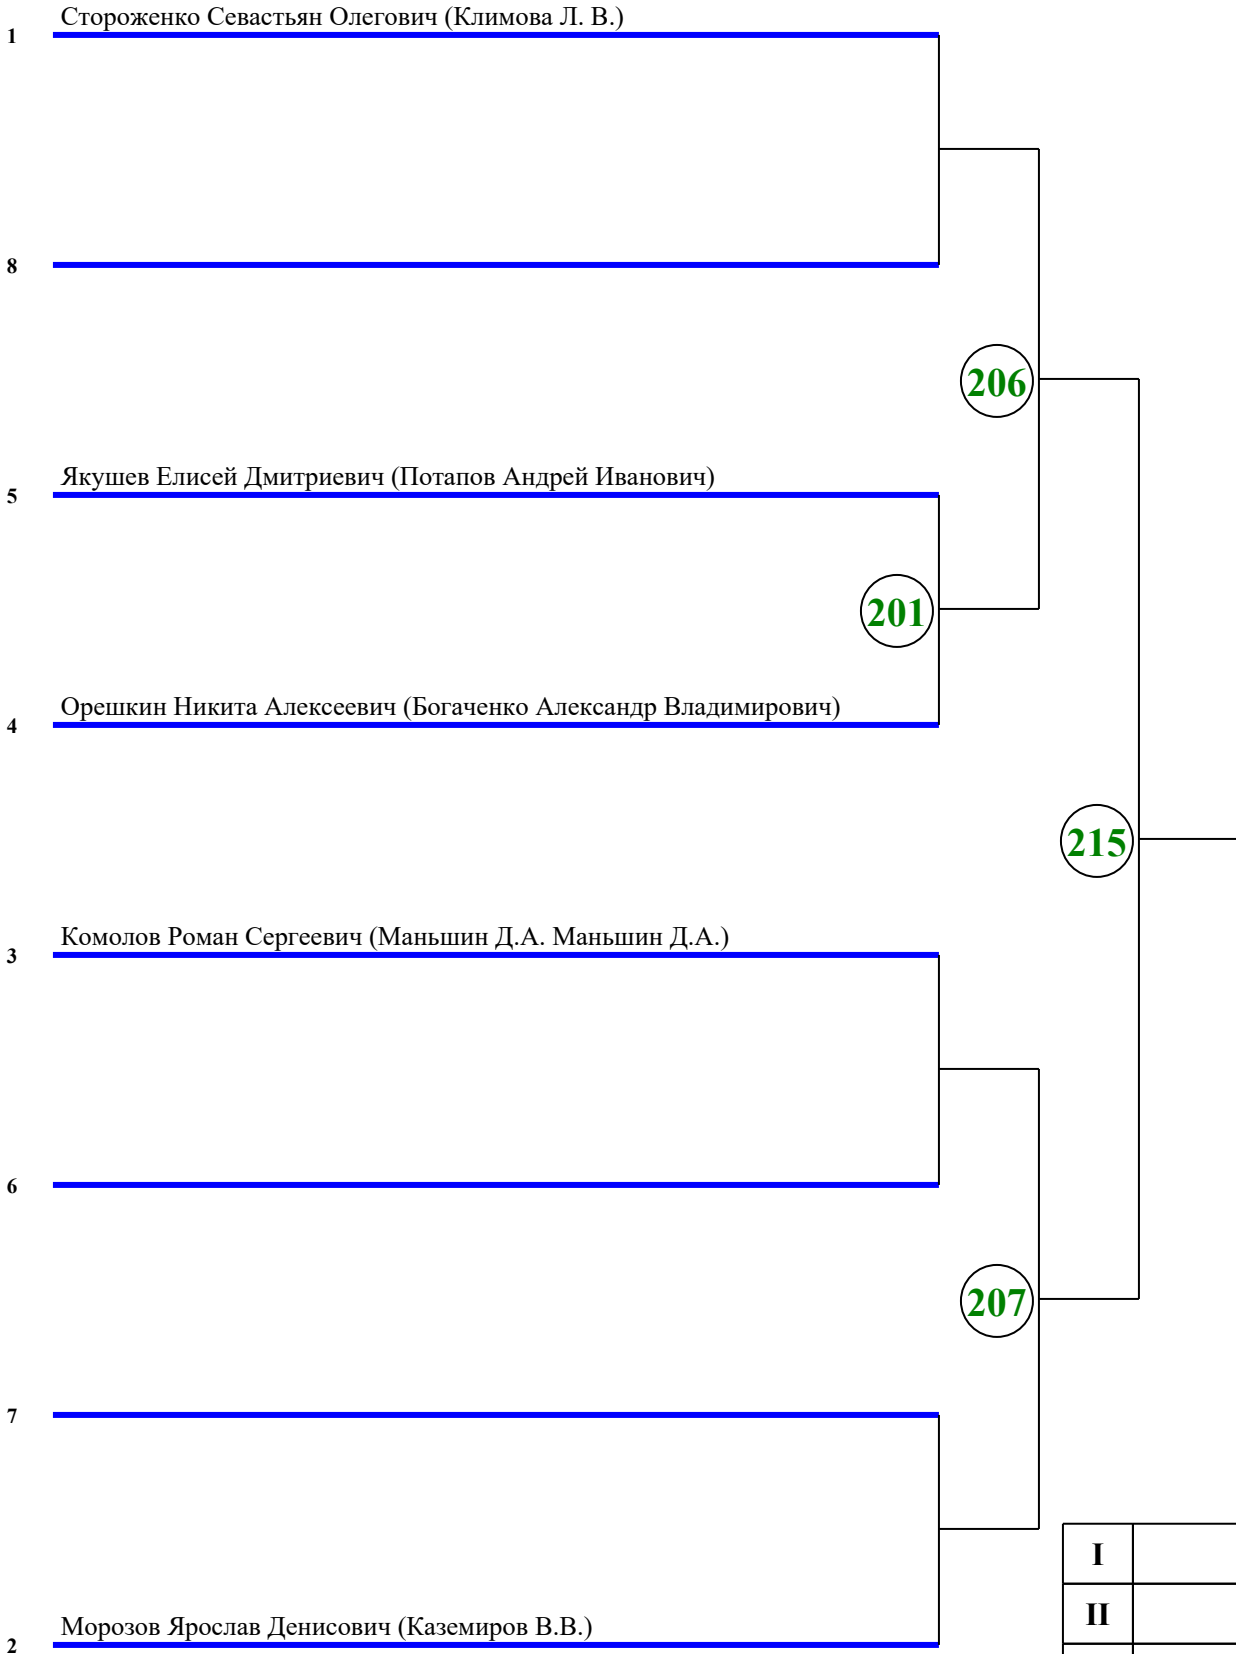 Стороженко Севастьян Олегович (Климова Л. В.)
1
8
206
Якушев Елисей Дмитриевич (Потапов Андрей Иванович)
5
201
Орешкин Никита Алексеевич (Богаченко Александр Владимирович)
4
215
Комолов Роман Сергеевич (Маньшин Д.А. Маньшин Д.А.)
3
6
207
7
I
II
Морозов Ярослав Денисович (Каземиров В.В.)
2